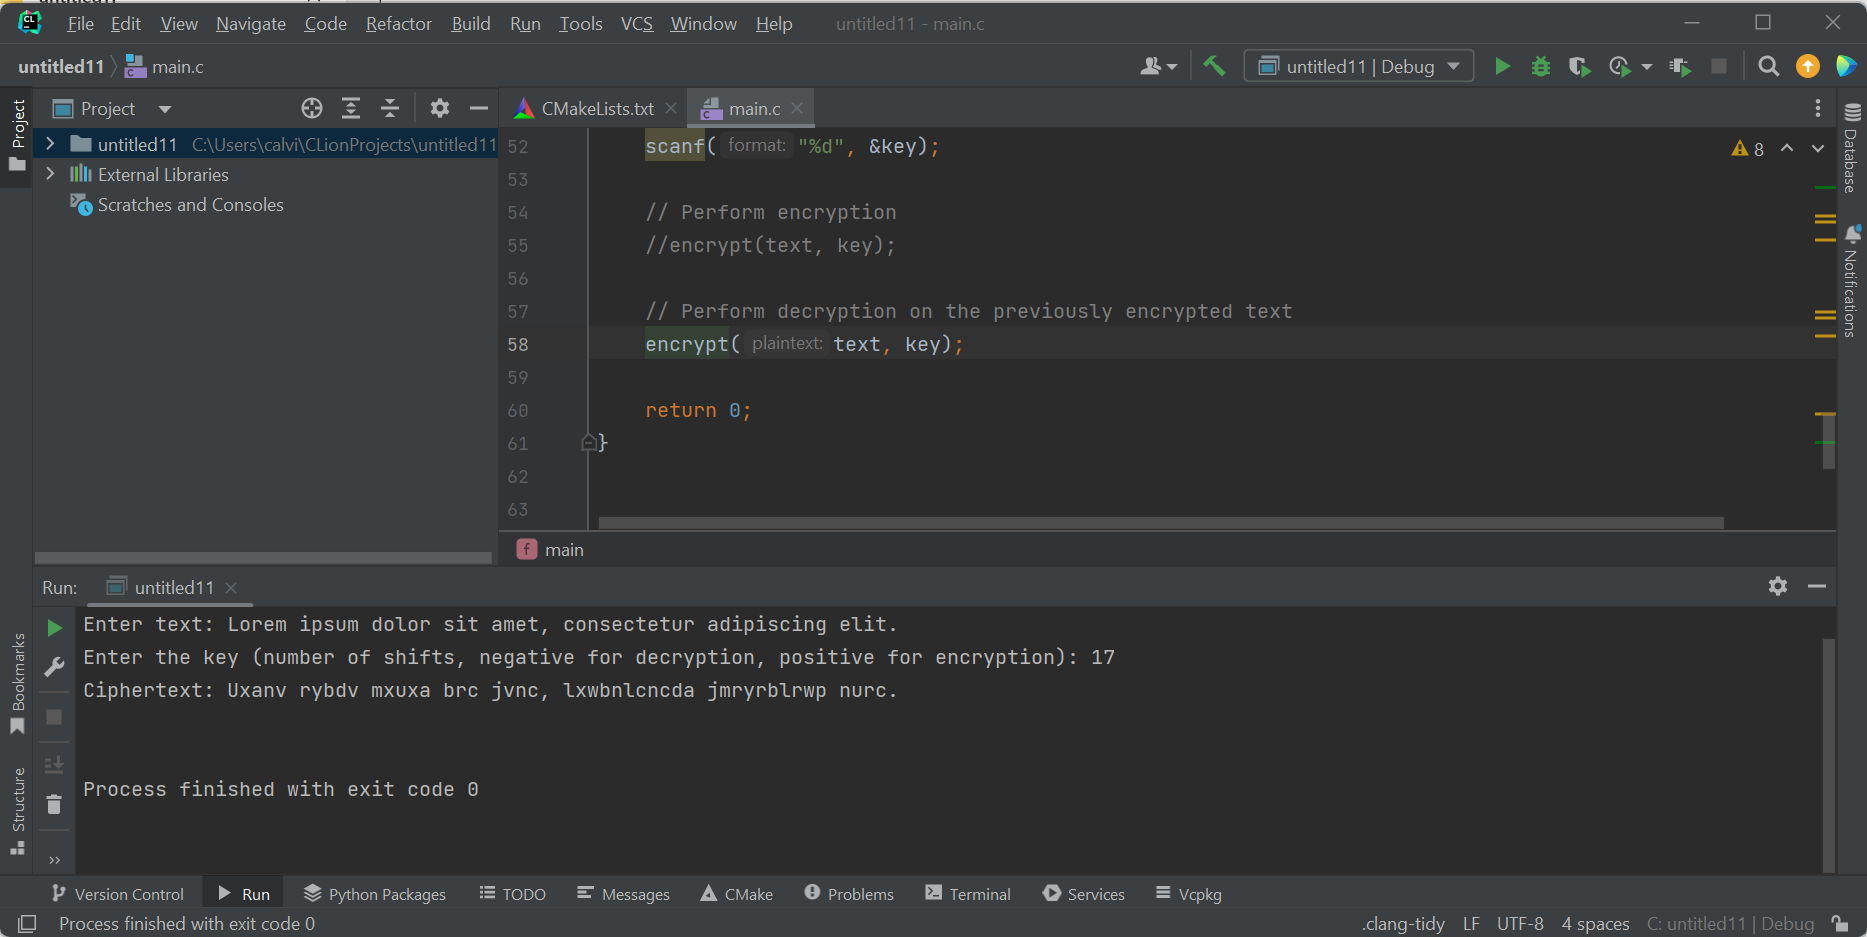 File Edit View Navigate Code Refactor Build Run Tools VCS Window Help untitled11 - main.c
untitled11 main.c
untitled11 | Debug
Project
Project
CMakeLists.txt
main.c
untitled11 C:\Users\calvi\CLionProjects\untitled11
External Libraries
Scratches and Consoles
52 scanf( format: "%d", &key);
8
53
54 // Perform encryption
55 //encrypt(text, key);
56
57 // Perform decryption on the previously encrypted text
58 encrypt( plaintext: text, key);
59
60 return 0;
61 }
62
63
main
Database
Notifications
Run: untitled11
Enter text: Lorem ipsum dolor sit amet, consectetur adipiscing elit.
Enter the key (number of shifts, negative for decryption, positive for encryption): 17
Ciphertext: Uxanv rybdv mxuxa brc jvnc, lxwbnlcncda jmryrblrwp nurc.
Process finished with exit code 0
Bookmarks
Structure
Version Control Run Python Packages TODO Messages CMake Problems Terminal Services Vcpkg
Process finished with exit code 0 .clang-tidy LF UTF-8 4 spaces C: untitled11 | Debug